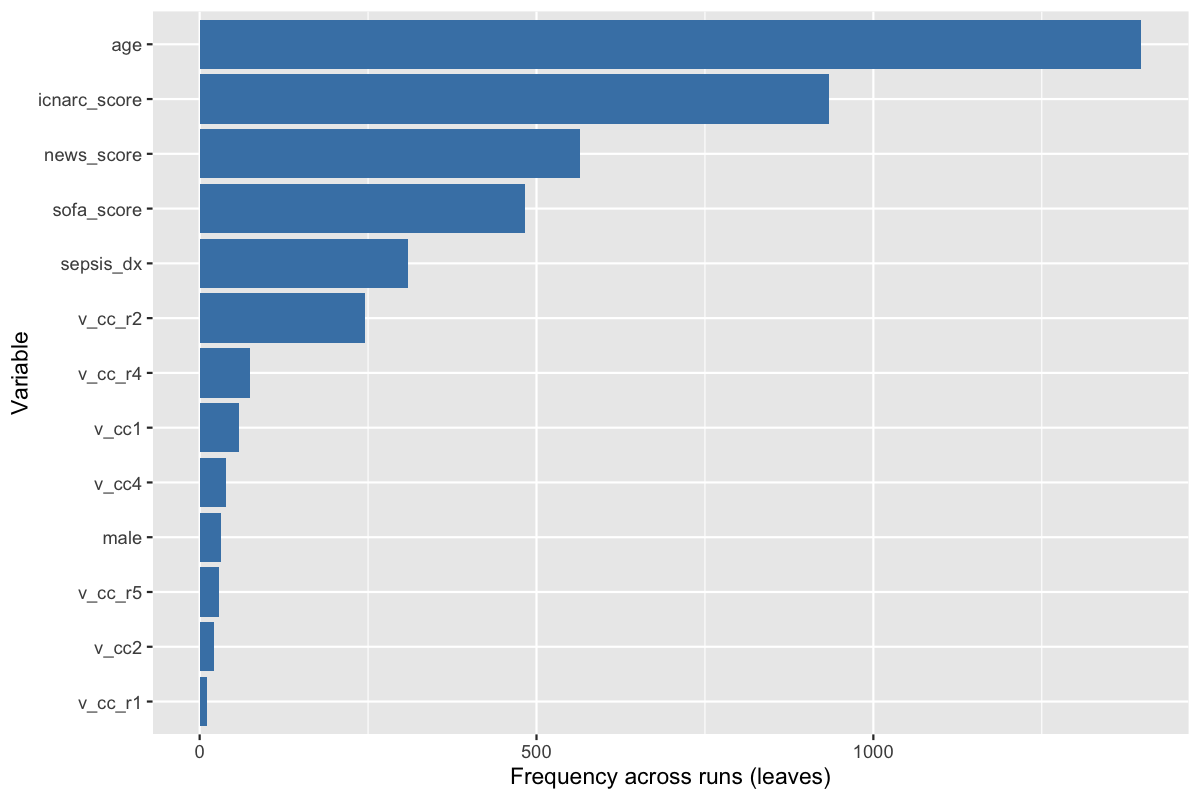 age
icnarc_score
news_score
sofa_score
sepsis_dx
v_cc_r2
v_cc_r4
v_cc1
v_cc4
male
v_cc_r5
v_cc2
v_cc_r1
Variable
0 500 1000
Frequency across runs (leaves)